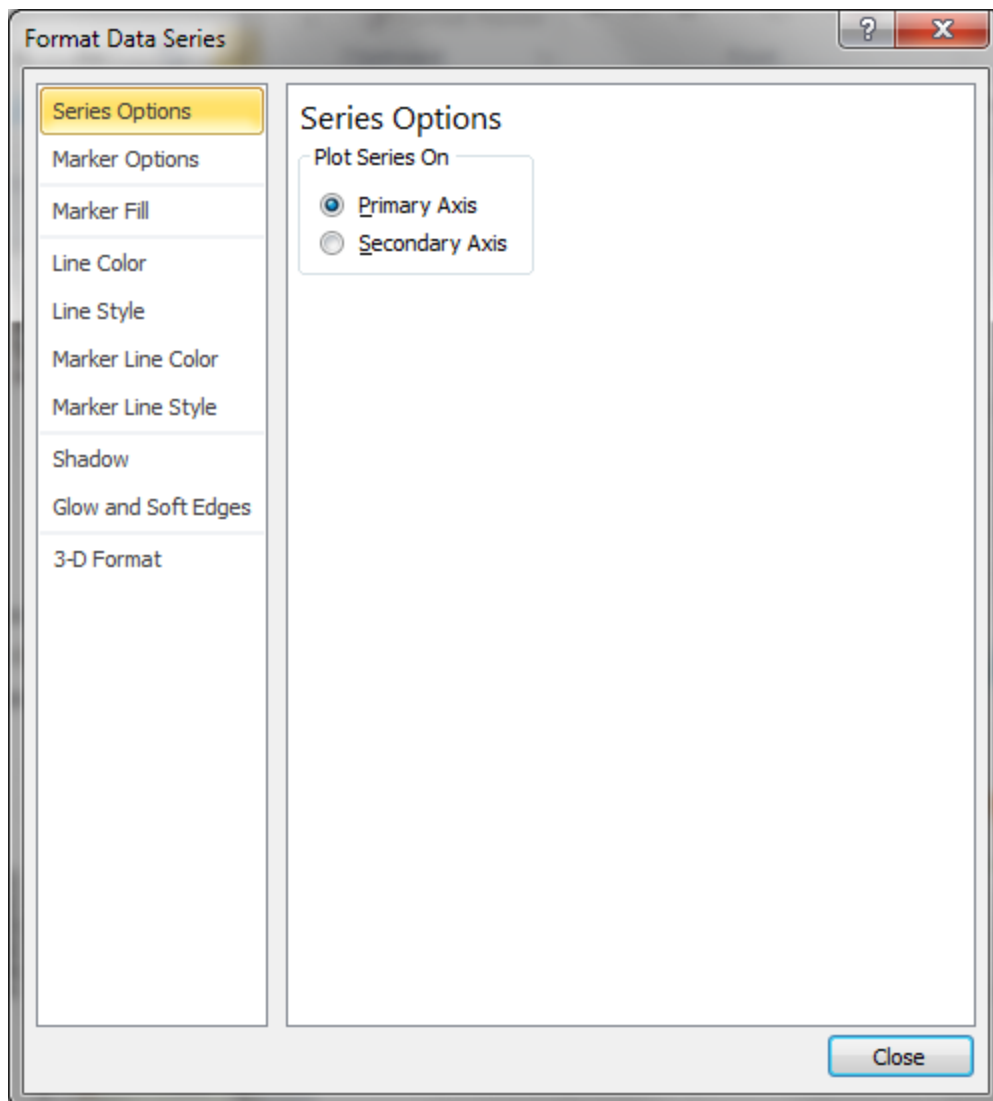 Format Data Series
?
Series Options
Marker Options
Marker Fill
Line Color
Line Style
Marker Line Color
Marker Line Style
Shadow
Glow and Soft Edges
3-D Format
Series Options
Plot Series On
Primary Axis
Secondary Axis
Close